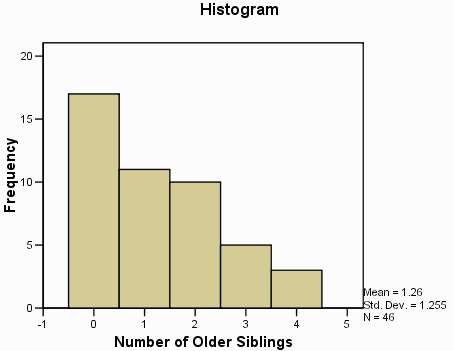 Histogram
Frequency
20
15
10
5
0
-1 0 1 2 3 4 5
Number of Older Siblings
Mean = 1.26
Std. Dev. = 1.255
N = 46